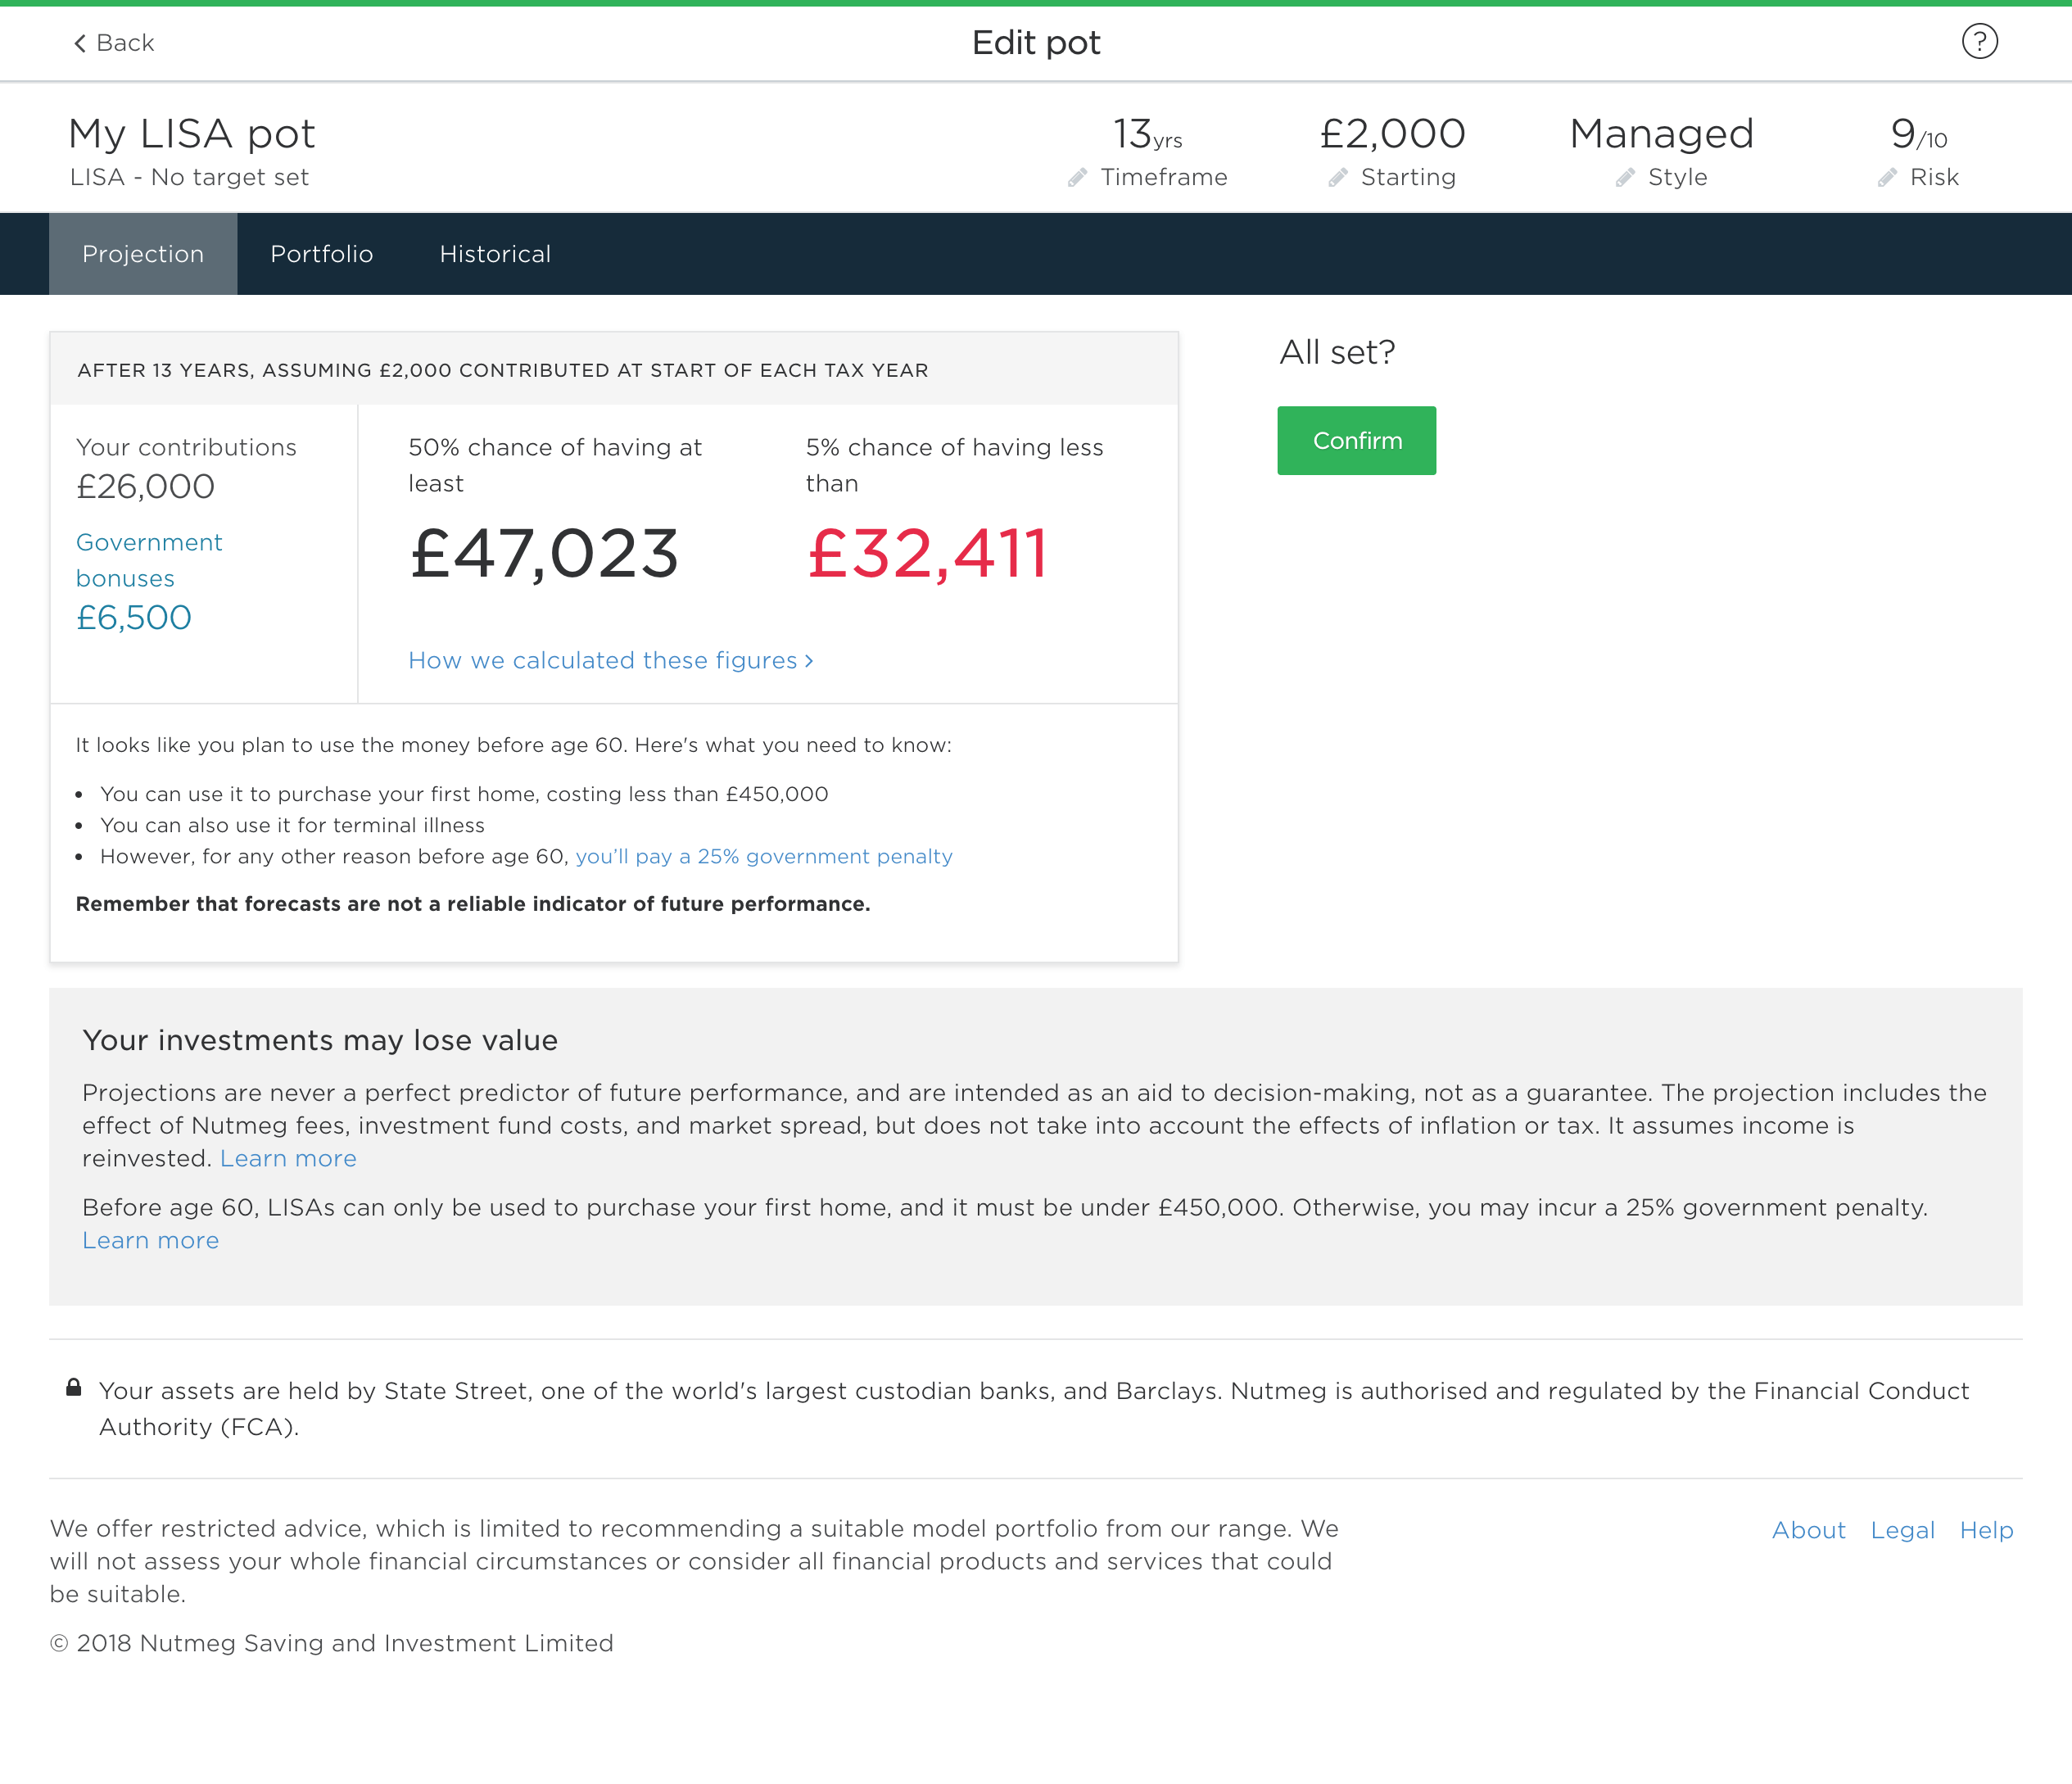 Back
Edit pot
?
My LISA pot
LISA - No target set
13yrs
Timeframe
£2,000
Starting
Managed
Style
9/10
Risk
Projection
Portfolio
Historical
AFTER 13 YEARS, ASSUMING £2,000 CONTRIBUTED AT START OF EACH TAX YEAR
Your contributions
£26,000
Government
bonuses
£6,500
50% chance of having at
least
£47,023
5% chance of having less
than
£32,411
How we calculated these figures
All set?
Confirm
It looks like you plan to use the money before age 60. Here's what you need to know:
• You can use it to purchase your first home, costing less than £450,000
• You can also use it for terminal illness
• However, for any other reason before age 60, you’ll pay a 25% government penalty
Remember that forecasts are not a reliable indicator of future performance.
Your investments may lose value
Projections are never a perfect predictor of future performance, and are intended as an aid to decision-making, not as a guarantee. The projection includes the
effect of Nutmeg fees, investment fund costs, and market spread, but does not take into account the effects of inflation or tax. It assumes income is
reinvested. Learn more
Before age 60, LISAs can only be used to purchase your first home, and it must be under £450,000. Otherwise, you may incur a 25% government penalty.
Learn more
Your assets are held by State Street, one of the world's largest custodian banks, and Barclays. Nutmeg is authorised and regulated by the Financial Conduct
Authority (FCA).
We offer restricted advice, which is limited to recommending a suitable model portfolio from our range. We
will not assess your whole financial circumstances or consider all financial products and services that could
be suitable.
© 2018 Nutmeg Saving and Investment Limited
About
Legal
Help